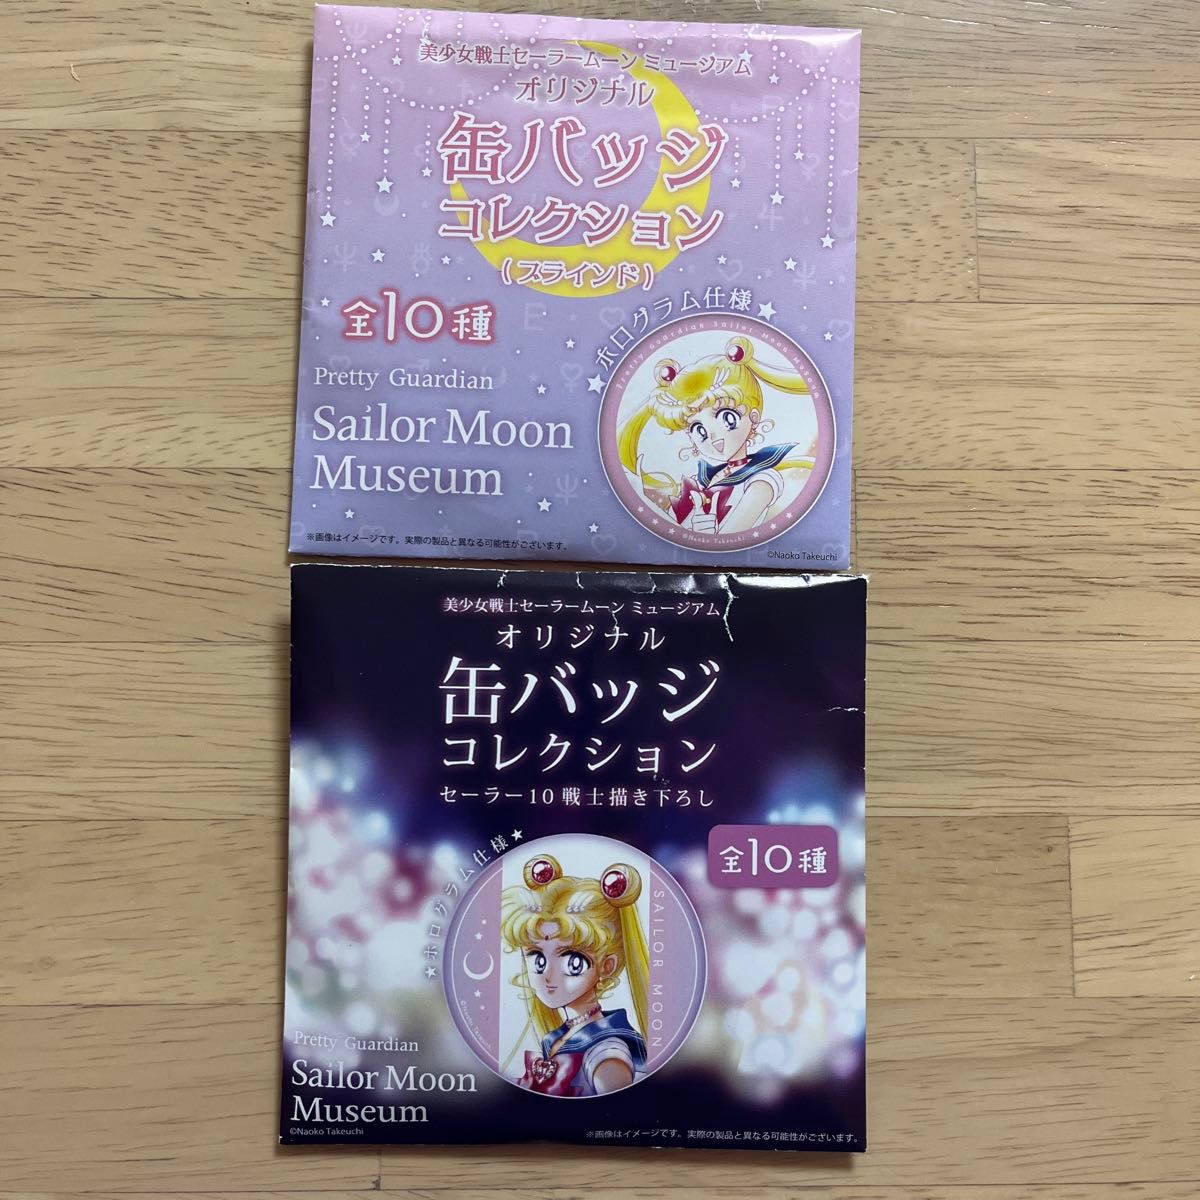 美少女戦士セーラームーン ミュージアム
オリジナル
缶バッジ
コレクション
(ブラインド)
全10種
★ホログラム仕様★
Pretty Guardian
Sailor Moon
Museum
Pretty Guardian Sailor Moon Museum
©Naoko Takeuchi
※画像はイメージです。実際の製品と異なる可能性がございます。
©Naoko Takeuchi
美少女戦士セーラームーン ミュージアム
オリジナル
缶バッジ
コレクション
セーラー10戦士描き下ろし
全10種
★ホログラム仕様★
SAILOR MOON
©Naoko Takeuchi
Pretty Guardian
Sailor Moon
Museum
©Naoko Takeuchi
※画像はイメージです。実際の製品と異なる可能性がございます。